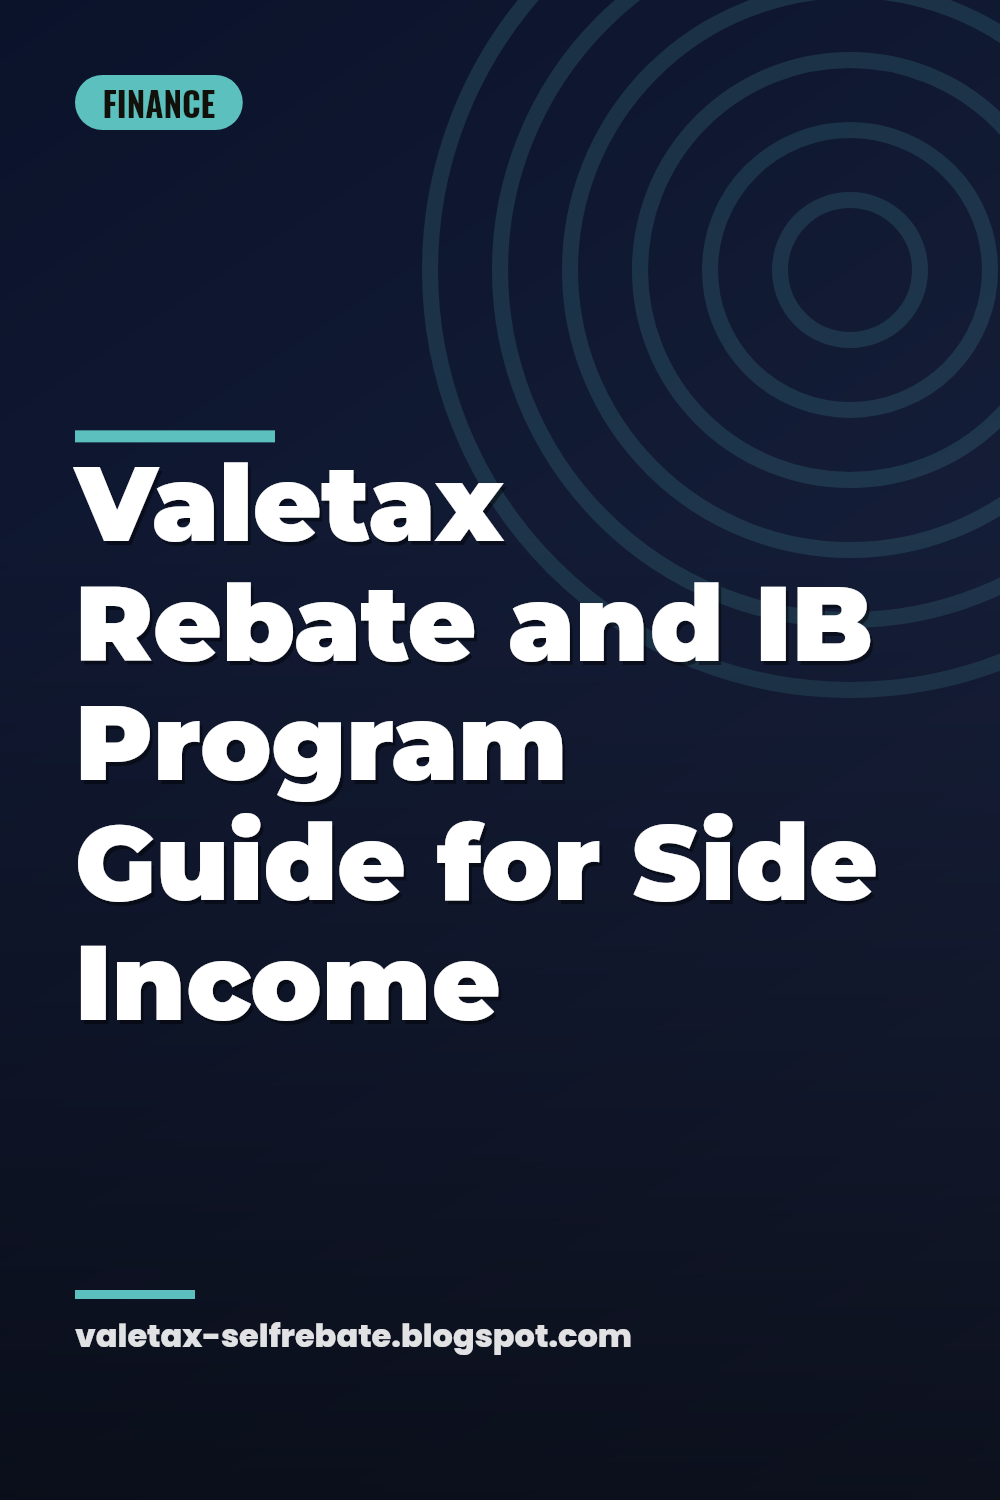 FINANCE
Valetax
Rebate and IB
Program
Guide for Side
Income
valetax-selfrebate.blogspot.com